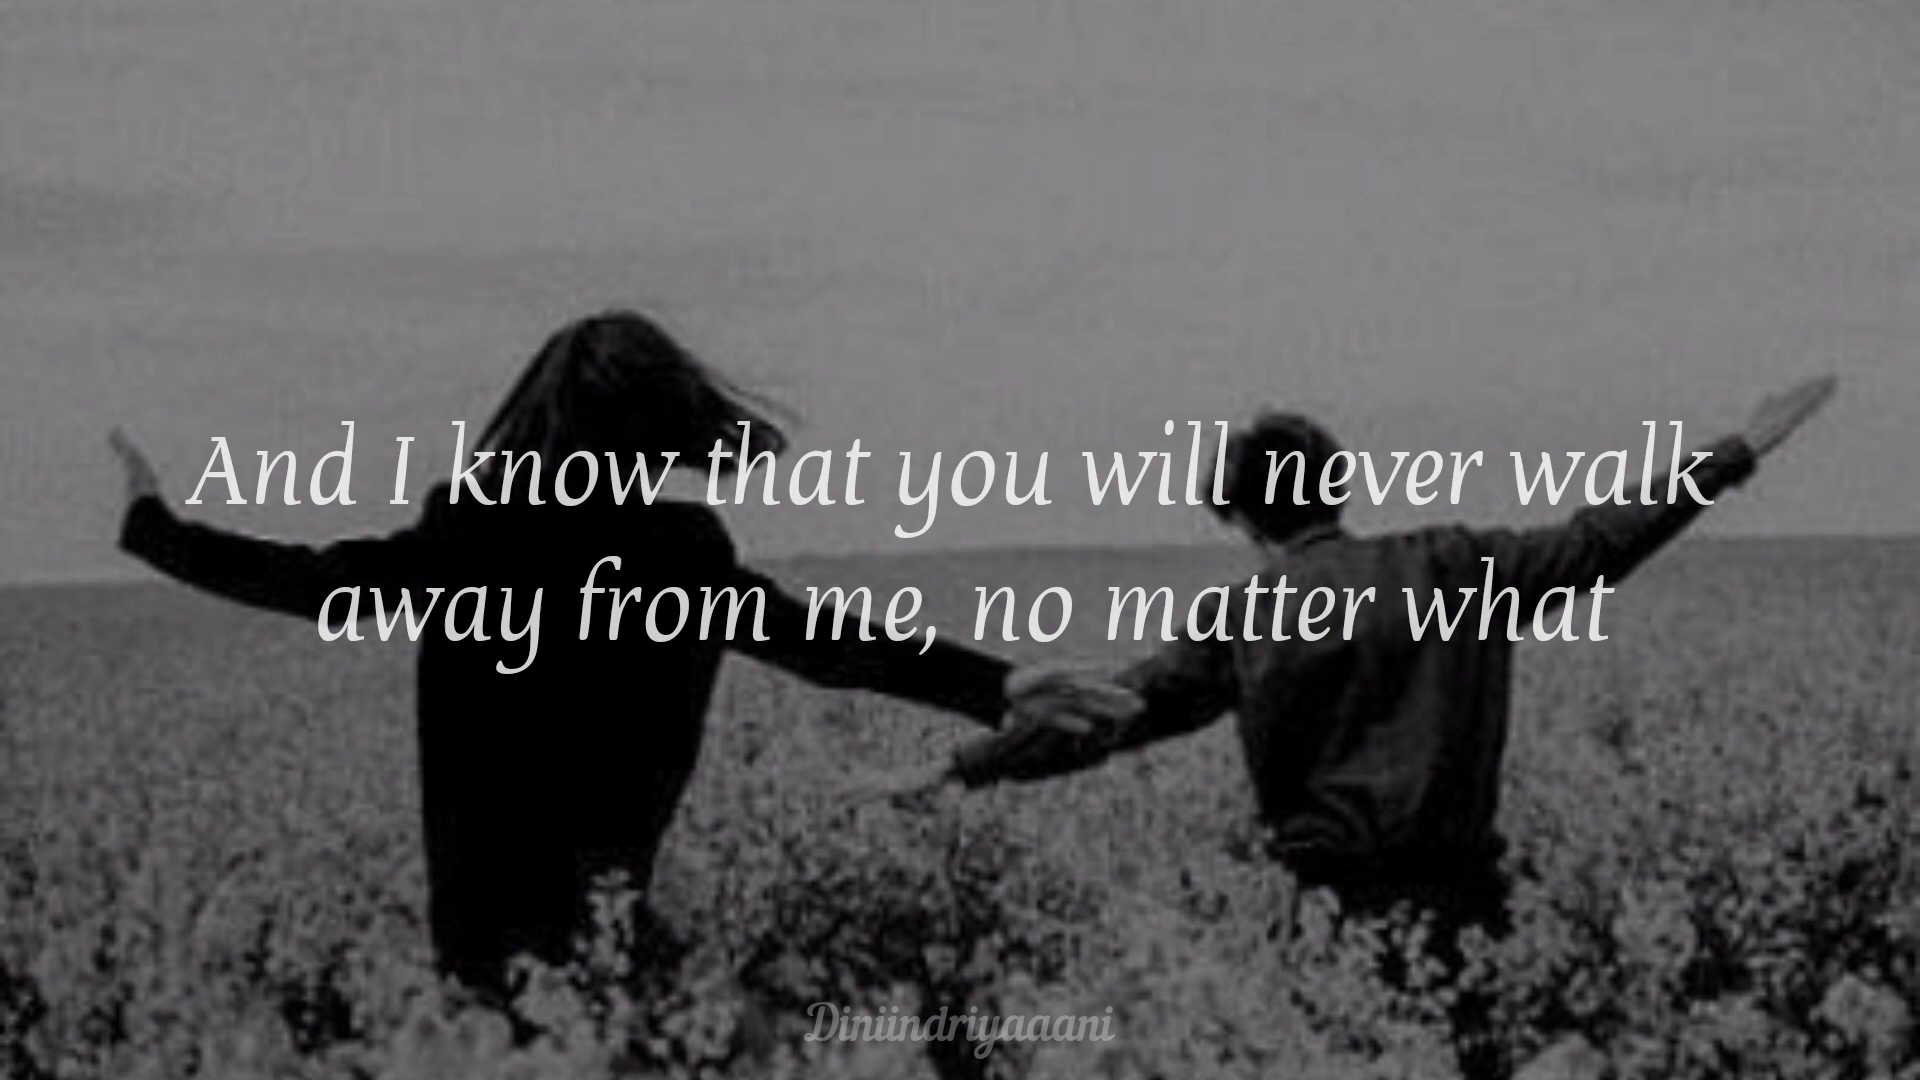 And I know that you will never walk
away from me, no matter what
Diniindriyaaani